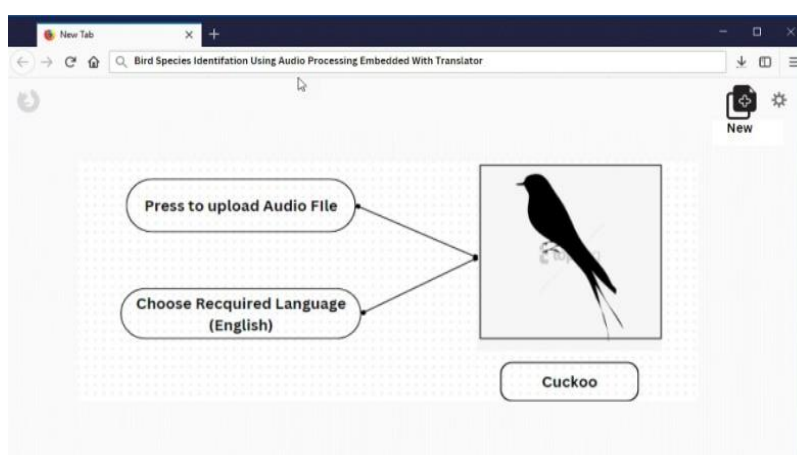 New Tab
Bird Species Identifation Using Audio Processing Embedded With Translator
New
Press to upload Audio FIle
Choose Recquired Language
(English)
Cuckoo